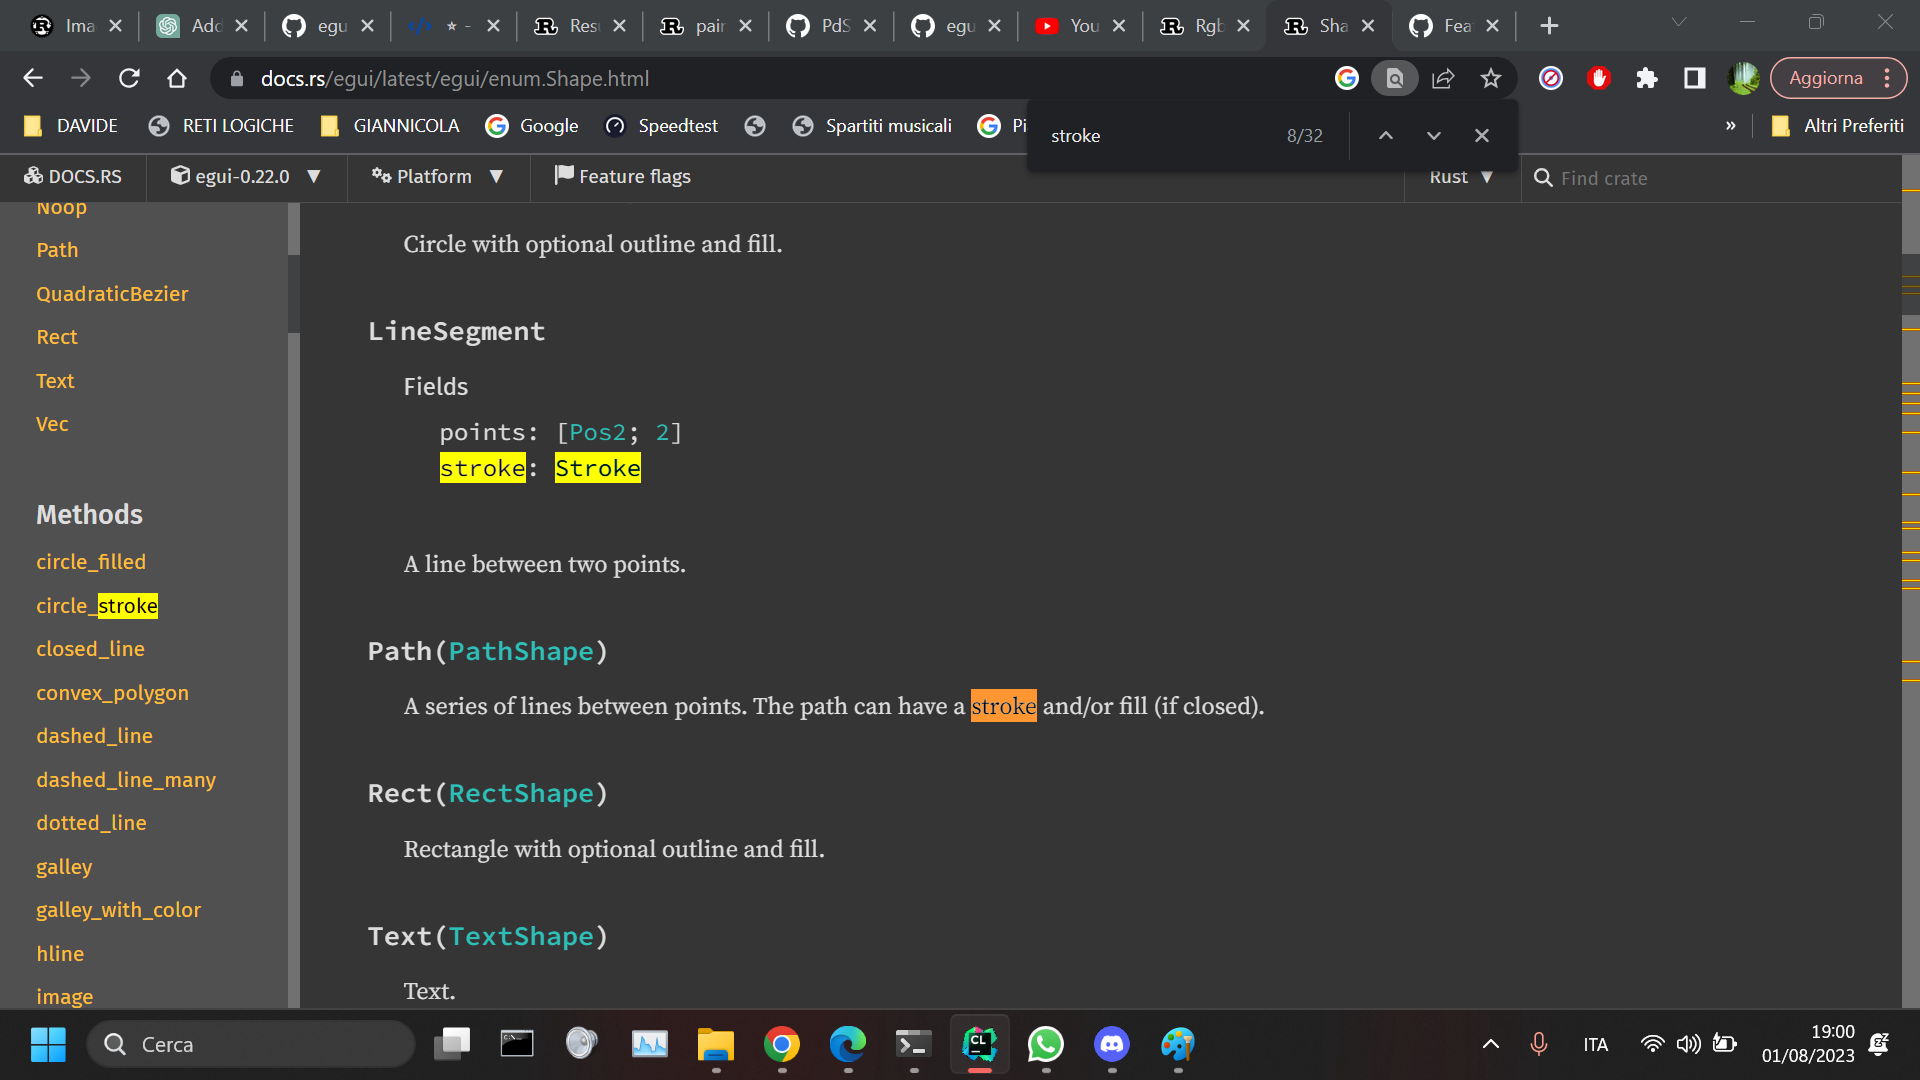 Ima
Add
egu
★ -
Res
pair
PdS
egu
You
Rgb
Sha
Fea
docs.rs/egui/latest/egui/enum.Shape.html
Aggiorna
DAVIDE
RETI LOGICHE
GIANNICOLA
Google
Speedtest
Spartiti musicali
Pi
»
Altri Preferiti
stroke
8/32
DOCS.RS
egui-0.22.0
Platform
Feature flags
Rust
Find crate
Noop
Path
QuadraticBezier
Rect
Text
Vec
Methods
circle_filled
circle_stroke
closed_line
convex_polygon
dashed_line
dashed_line_many
dotted_line
galley
galley_with_color
hline
image
Circle with optional outline and fill.
LineSegment
Fields
points: [Pos2; 2]
stroke: Stroke
A line between two points.
Path(PathShape)
A series of lines between points. The path can have a stroke and/or fill (if closed).
Rect(RectShape)
Rectangle with optional outline and fill.
Text(TextShape)
Text.
Cerca
CL
ITA
19:00
01/08/2023